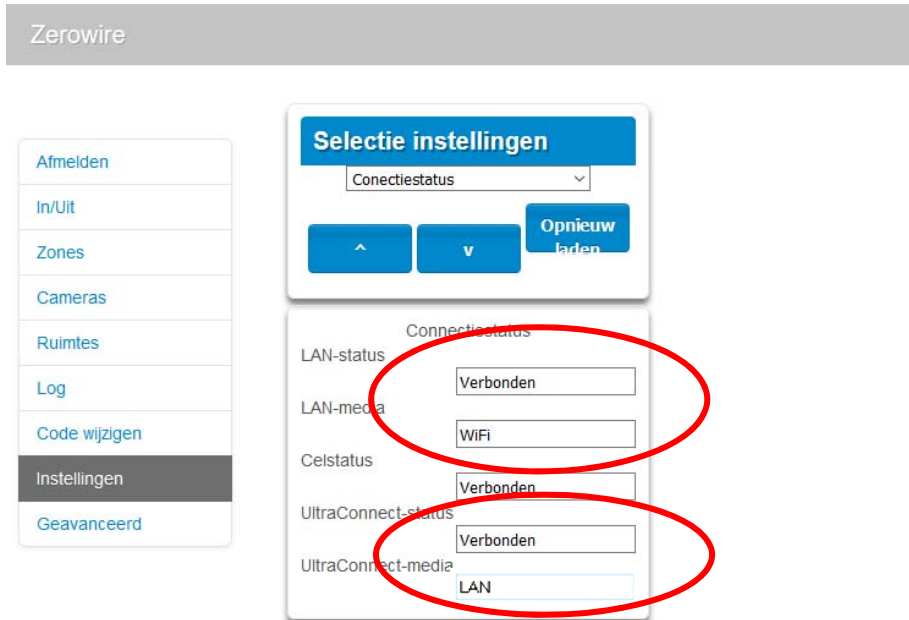 Zerowire
Afmelden
In/Uit
Zones
Cameras
Ruimtes
Log
Code wijzigen
Instellingen
Geavanceerd
Selectie instellingen
Conectiestatus
^
v
Opnieuw
laden
Connectiestatus
LAN-status
Verbonden
LAN-media
WiFi
Celstatus
Verbonden
UltraConnect-status
Verbonden
UltraConnect-media
LAN